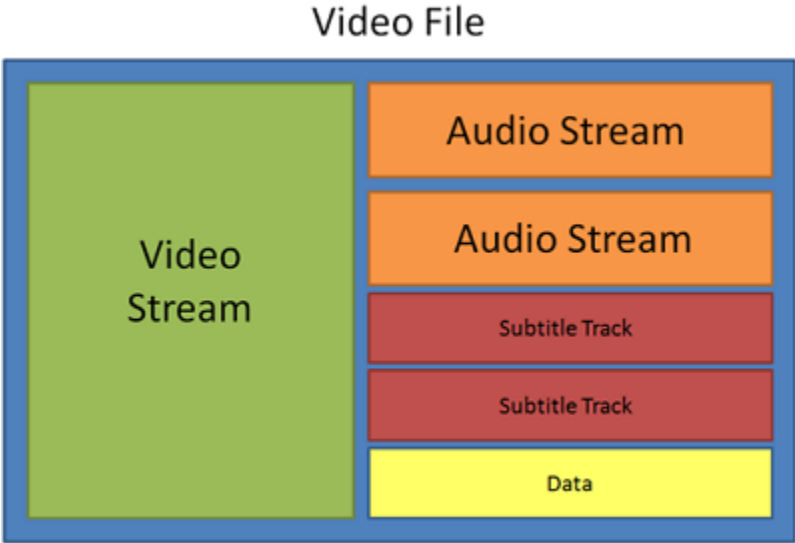 Video File
Video
Stream
Audio Stream
Audio Stream
Subtitle Track
Subtitle Track
Data